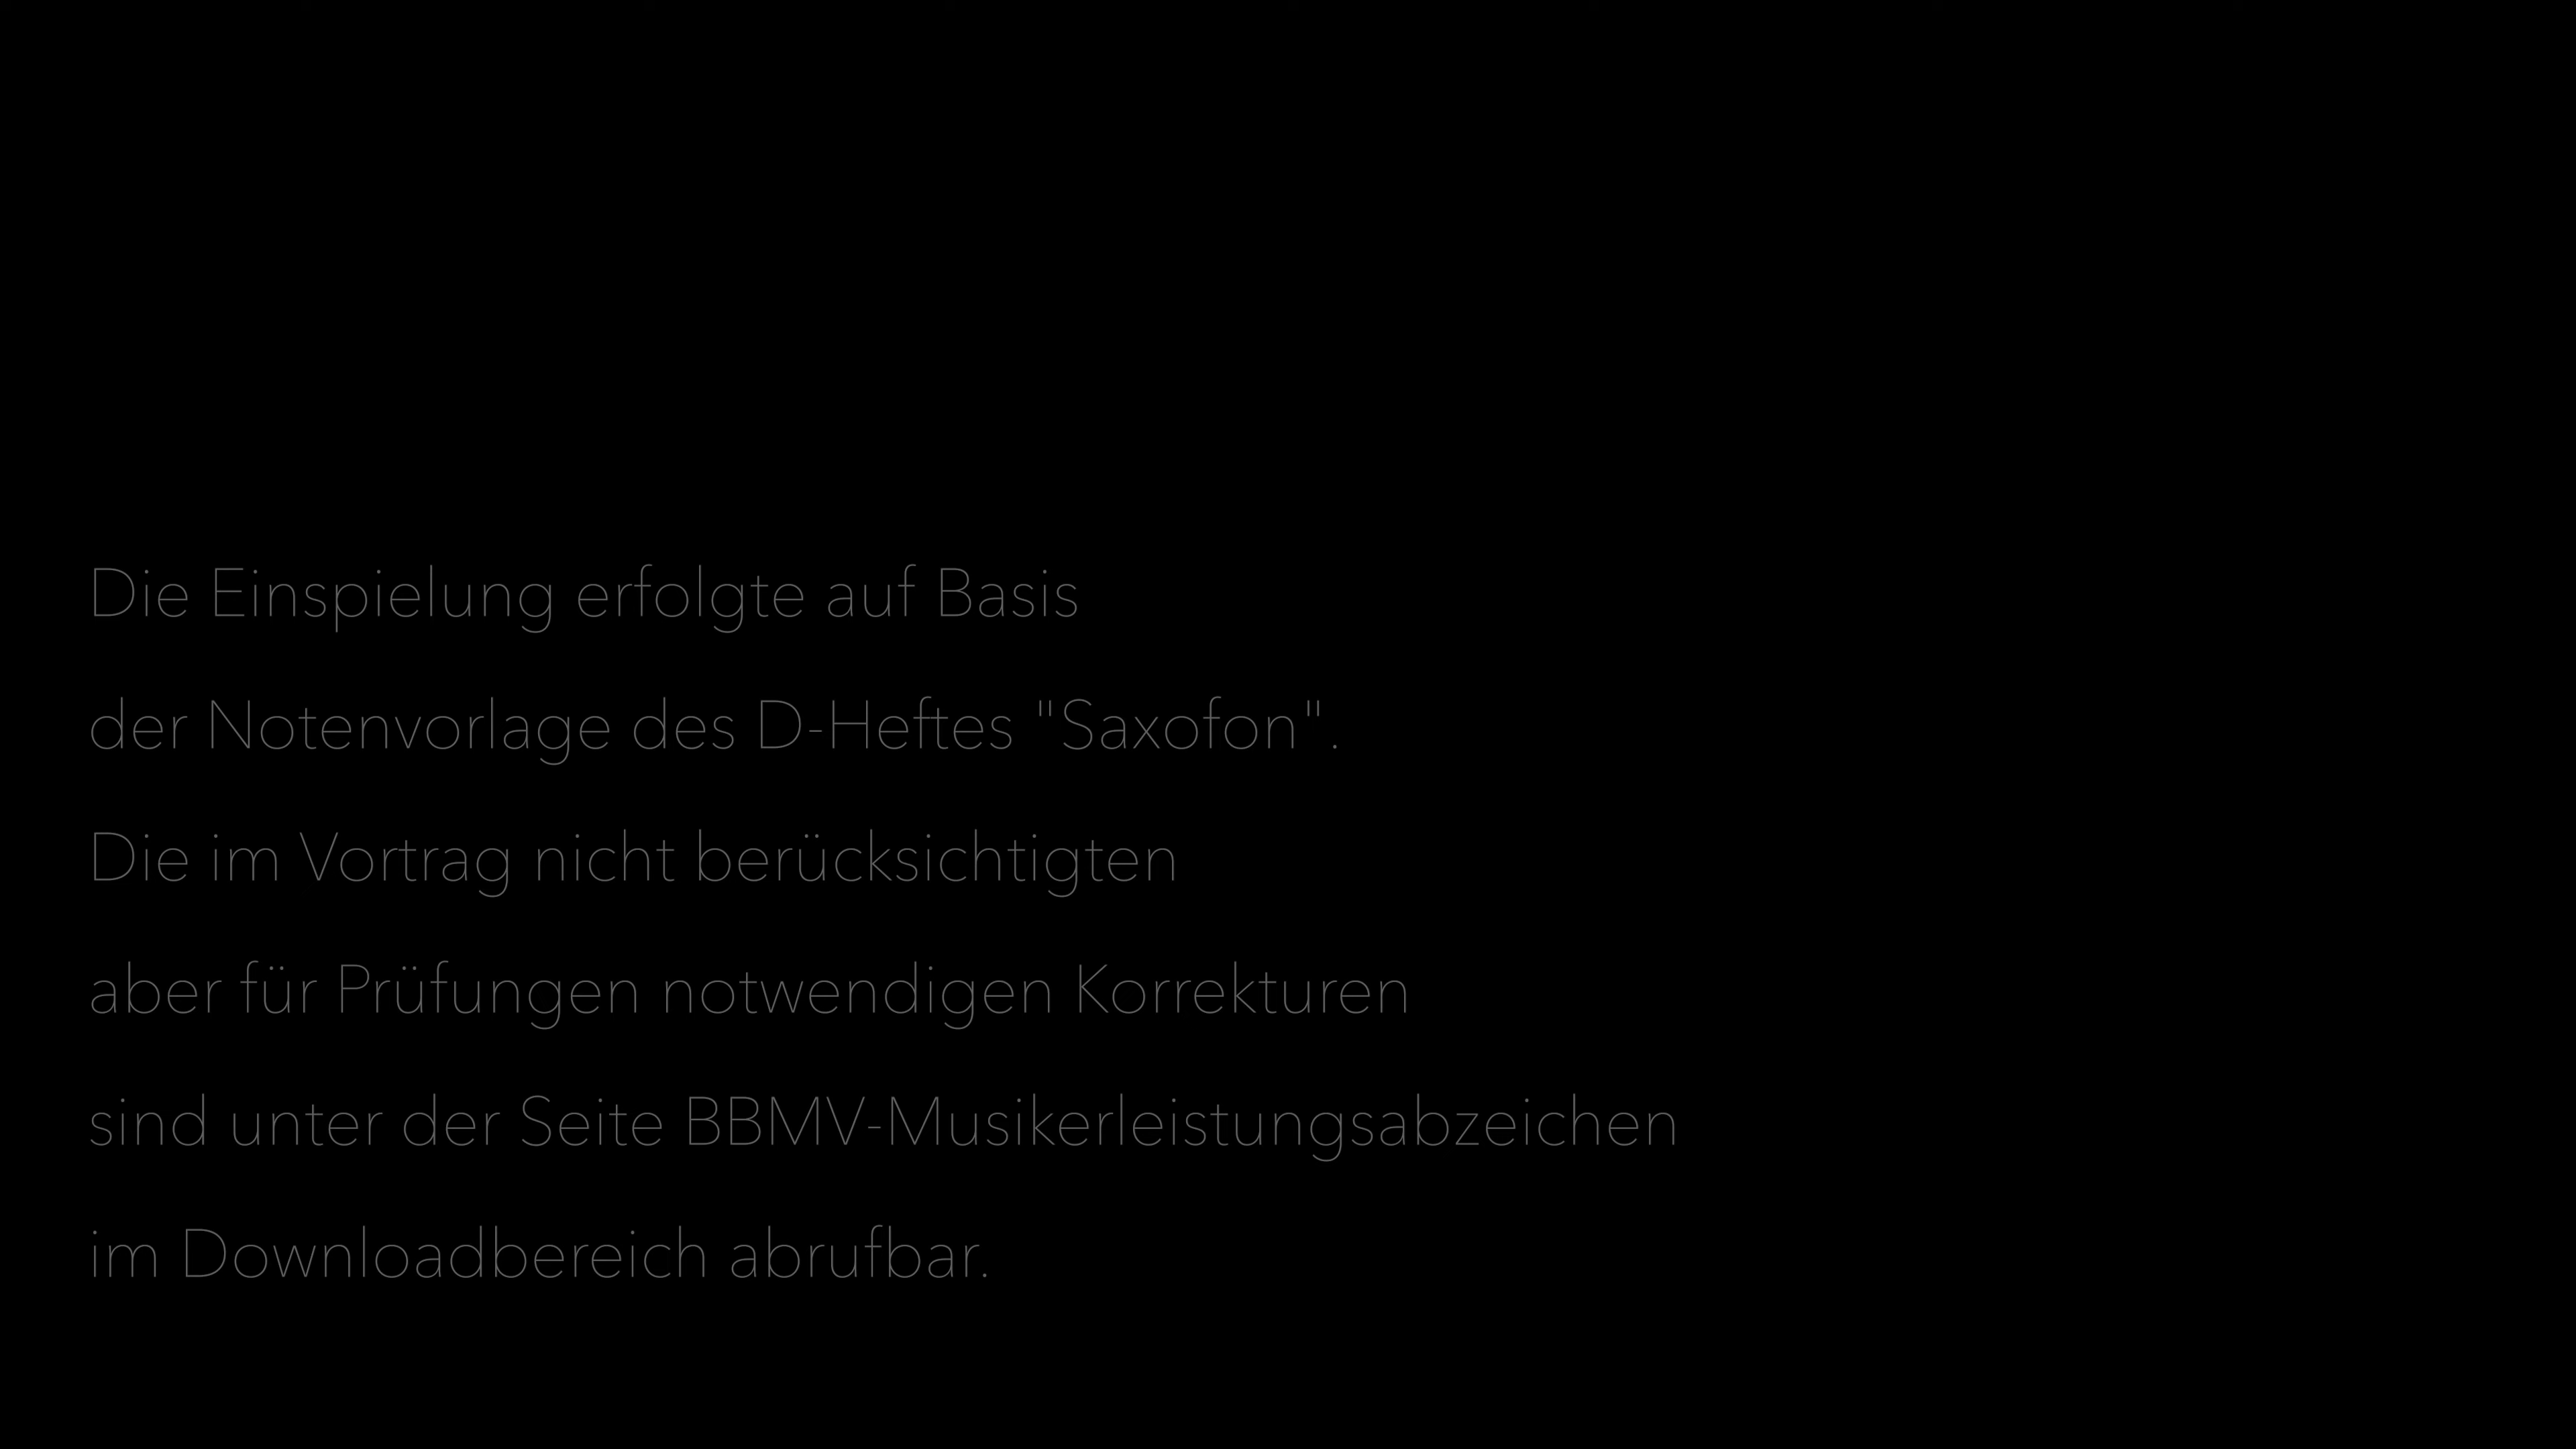 Die Einspielung erfolgte auf Basis
der Notenvorlage des D-Heftes "Saxofon".
Die im Vortrag nicht berücksichtigten
aber für Prüfungen notwendigen Korrekturen
sind unter der Seite BBMV-Musikerleistungsabzeichen
im Downloadbereich abrufbar.